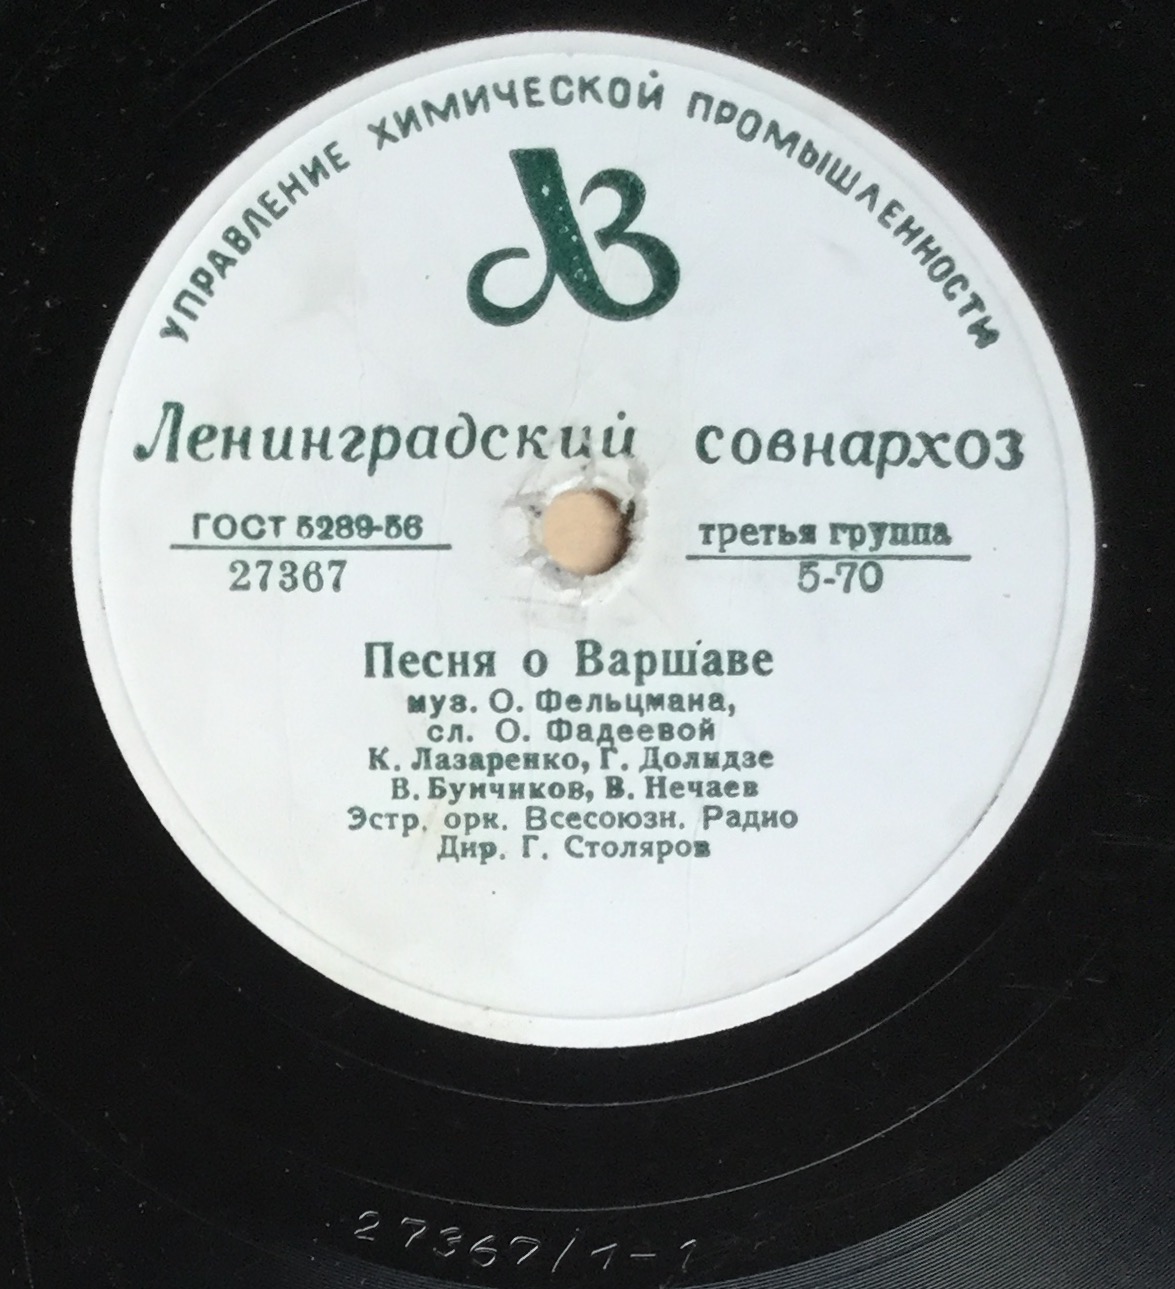 УПРАВЛЕНИЕ ХИМИЧЕСКОЙ ПРОМЫШЛЕННОСТИ
ЛВ
Ленинградский совнархоз
ГОСТ 5289-56
27367
третья группа
5-70
Песня о Варшаве
муз. О. Фельцмана,
сл. О. Фадеевой
К. Лазаренко, Г. Долидзе
В. Бунчиков, В. Нечаев
Эстр. орк. Всесоюзн. Радио
Дир. Г. Столяров
27367/1-1